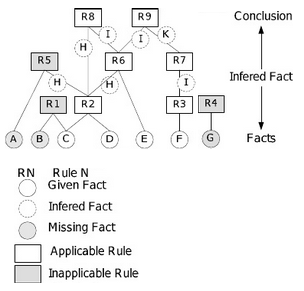 R8 R9 Conclusion
I I K
H
R5 R6 R7
H H I Infered Fact
R1 R2 R3 R4
A B C D E F G Facts
RN Rule N
Given Fact
Infered Fact
Missing Fact
Applicable Rule
Inapplicable Rule